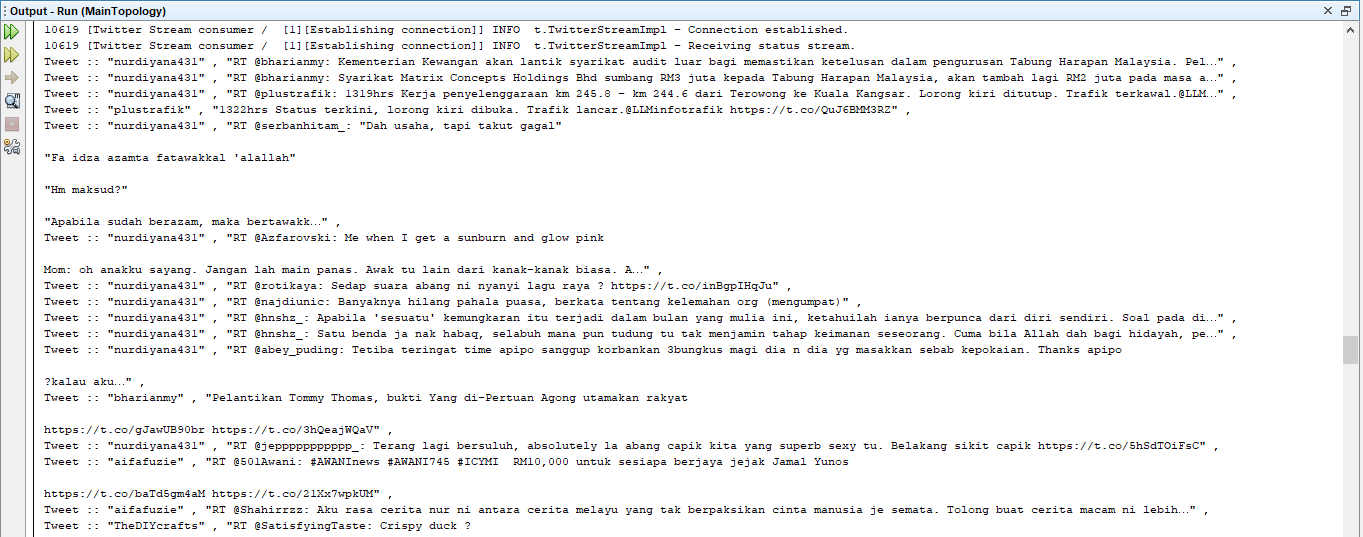 Output - Run (MainTopology)
10619 [Twitter Stream consumer /  [1][Establishing connection]] INFO  t.TwitterStreamImpl - Connection established.
10619 [Twitter Stream consumer /  [1][Establishing connection]] INFO  t.TwitterStreamImpl - Receiving status stream.
Tweet :: "nurdiyana431" , "RT @bharianmy: Kementerian Kewangan akan lantik syarikat audit luar bagi memastikan ketelusan dalam pengurusan Tabung Harapan Malaysia. Pel…" ,
Tweet :: "nurdiyana431" , "RT @bharianmy: Syarikat Matrix Concepts Holdings Bhd sumbang RM3 juta kepada Tabung Harapan Malaysia, akan tambah lagi RM2 juta pada masa a…" ,
Tweet :: "nurdiyana431" , "RT @plustrafik: 1319hrs Kerja penyelenggaraan km 245.8 - km 244.6 dari Terowong ke Kuala Kangsar. Lorong kiri ditutup. Trafik terkawal.@LLM…" ,
Tweet :: "plustrafik" , "1322hrs Status terkini, lorong kiri dibuka. Trafik lancar.@LLMinfotrafik https://t.co/QuJ6BMM3RZ" ,
Tweet :: "nurdiyana431" , "RT @serbanhitam_: "Dah usaha, tapi takut gagal"
"Fa idza azamta fatawakkal 'alallah"
"Hm maksud?"
"Apabila sudah berazam, maka bertawakk…" ,
Tweet :: "nurdiyana431" , "RT @Azfarovski: Me when I get a sunburn and glow pink
Mom: oh anakku sayang. Jangan lah main panas. Awak tu lain dari kanak-kanak biasa. A…" ,
Tweet :: "nurdiyana431" , "RT @rotikaya: Sedap suara abang ni nyanyi lagu raya ? https://t.co/inBgpIHqJu" ,
Tweet :: "nurdiyana431" , "RT @najdiunic: Banyaknya hilang pahala puasa, berkata tentang kelemahan org (mengumpat)" ,
Tweet :: "nurdiyana431" , "RT @hnshz_: Apabila 'sesuatu' kemungkaran itu terjadi dalam bulan yang mulia ini, ketahuilah ianya berpunca dari diri sendiri. Soal pada di…" ,
Tweet :: "nurdiyana431" , "RT @hnshz_: Satu benda ja nak habaq, selabuh mana pun tudung tu tak menjamin tahap keimanan seseorang. Cuma bila Allah dah bagi hidayah, pe…" ,
Tweet :: "nurdiyana431" , "RT @abey_puding: Tetiba teringat time apipo sanggup korbankan 3bungkus magi dia n dia yg masakkan sebab kepokaian. Thanks apipo
?kalau aku…" ,
Tweet :: "bharianmy" , "Pelantikan Tommy Thomas, bukti Yang di-Pertuan Agong utamakan rakyat
https://t.co/gJawUB90br https://t.co/3hQeajWQaV" ,
Tweet :: "nurdiyana431" , "RT @jepppppppppppp_: Terang lagi bersuluh, absolutely la abang capik kita yang superb sexy tu. Belakang sikit capik https://t.co/5hSdTOiFsC" ,
Tweet :: "aifafuzie" , "RT @501Awani: #AWANInews #AWANI745 #ICYMI  RM10,000 untuk sesiapa berjaya jejak Jamal Yunos
https://t.co/baTd5gm4aM https://t.co/21Xx7wpkUM" ,
Tweet :: "aifafuzie" , "RT @Shahirrzz: Aku rasa cerita nur ni antara cerita melayu yang tak berpaksikan cinta manusia je semata. Tolong buat cerita macam ni lebih…" ,
Tweet :: "TheDIYcrafts" , "RT @SatisfyingTaste: Crispy duck ?